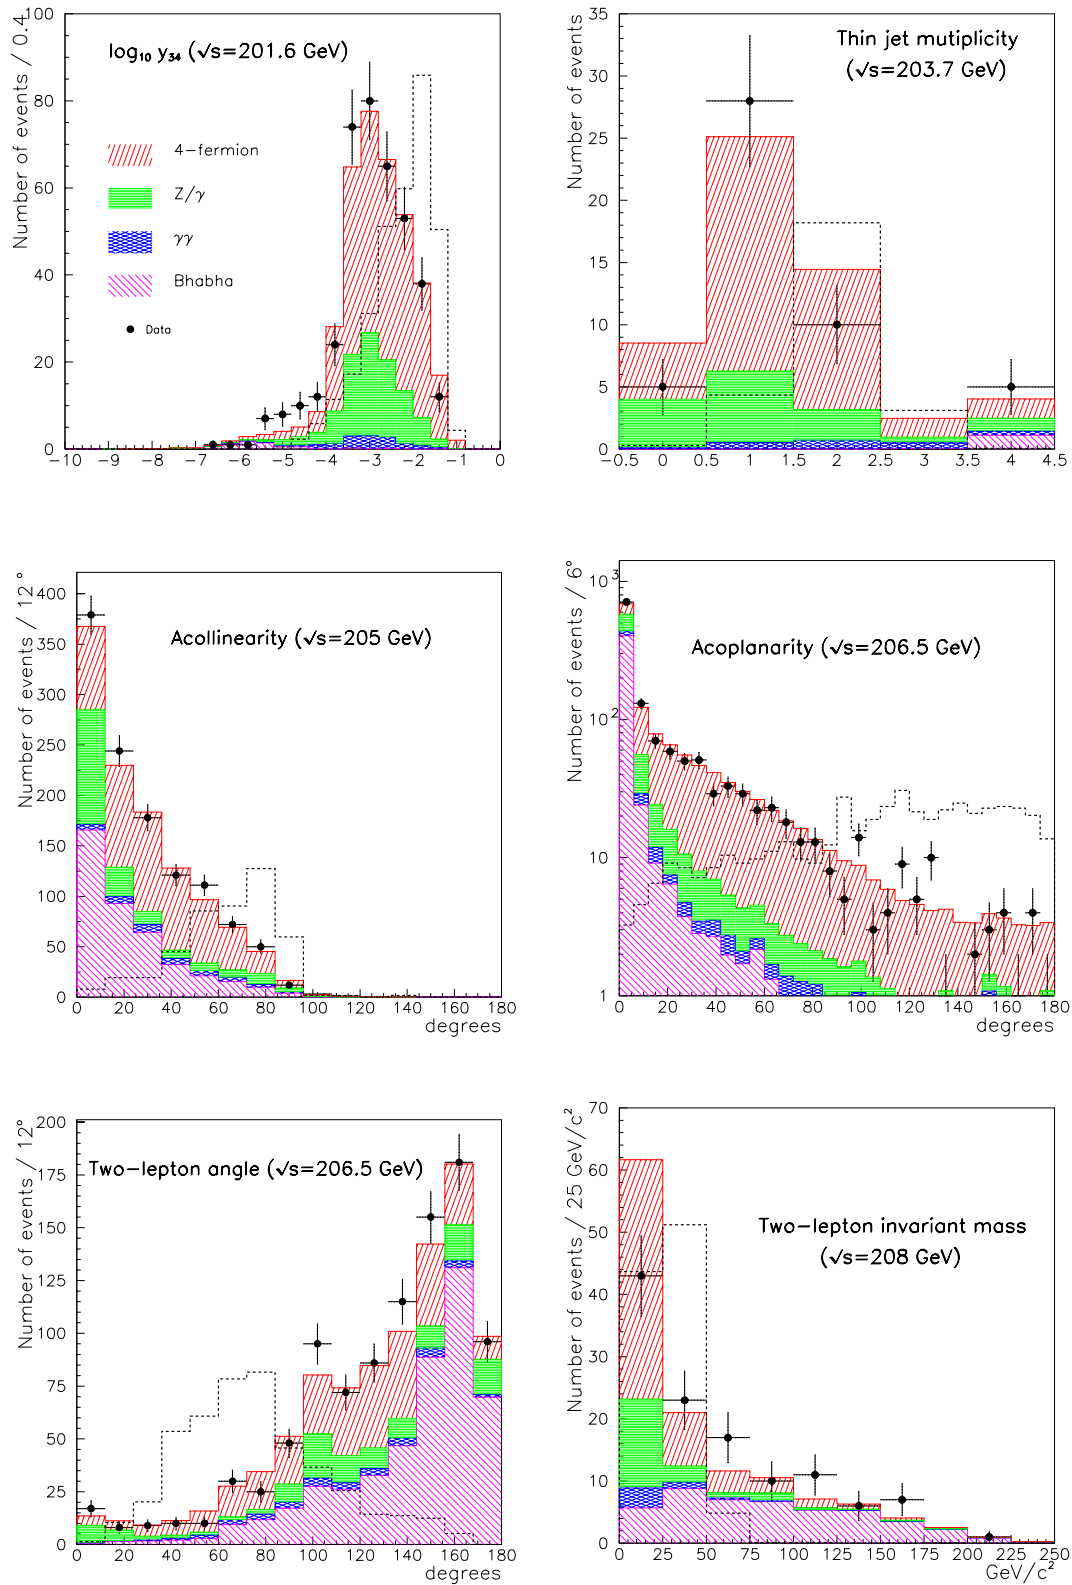 log₁₀ y₃₄ (√s=201.6 GeV)
Number of events / 0.4
100
80
60
40
20
0
4-fermion
Z/γ
γγ
Bhabha
Data
-10 -9 -8 -7 -6 -5 -4 -3 -2 -1 0
Thin jet mutiplicity
(√s=203.7 GeV)
Number of events
35
30
25
20
15
10
5
0
-0.5 0 0.5 1 1.5 2 2.5 3 3.5 4 4.5
Acollinearity (√s=205 GeV)
Number of events / 12°
400
350
300
250
200
150
100
50
0
0 20 40 60 80 100 120 140 160 180
degrees
Acoplanarity (√s=206.5 GeV)
Number of events / 6°
10³
10²
10
1
0 20 40 60 80 100 120 140 160 180
degrees
Two-lepton angle (√s=206.5 GeV)
Number of events / 12°
200
175
150
125
100
75
50
25
0
0 20 40 60 80 100 120 140 160 180
degrees
Two-lepton invariant mass
(√s=208 GeV)
Number of events / 25 GeV/c²
70
60
50
40
30
20
10
0
0 25 50 75 100 125 150 175 200 225 250
GeV/c²